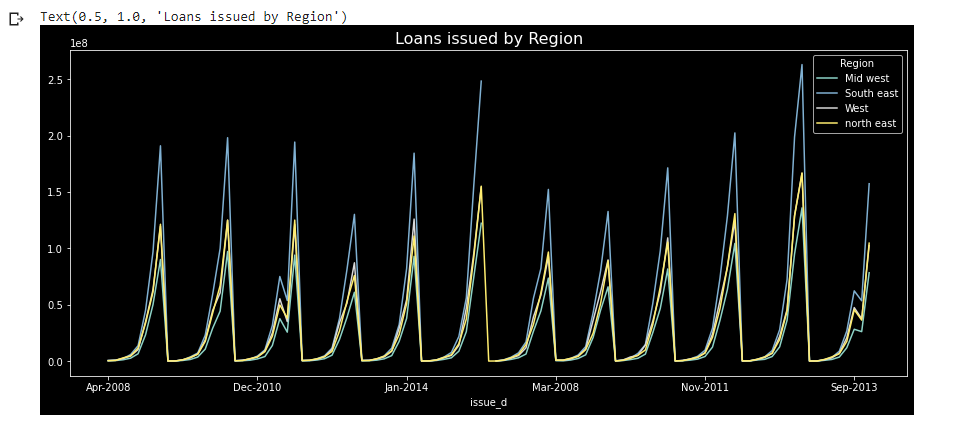 Text(0.5, 1.0, 'Loans issued by Region')
Loans issued by Region
1e8
Region
Mid west
South east
West
north east
2.5
2.0
1.5
1.0
0.5
0.0
Apr-2008 Dec-2010 Jan-2014 Mar-2008 Nov-2011 Sep-2013
issue_d